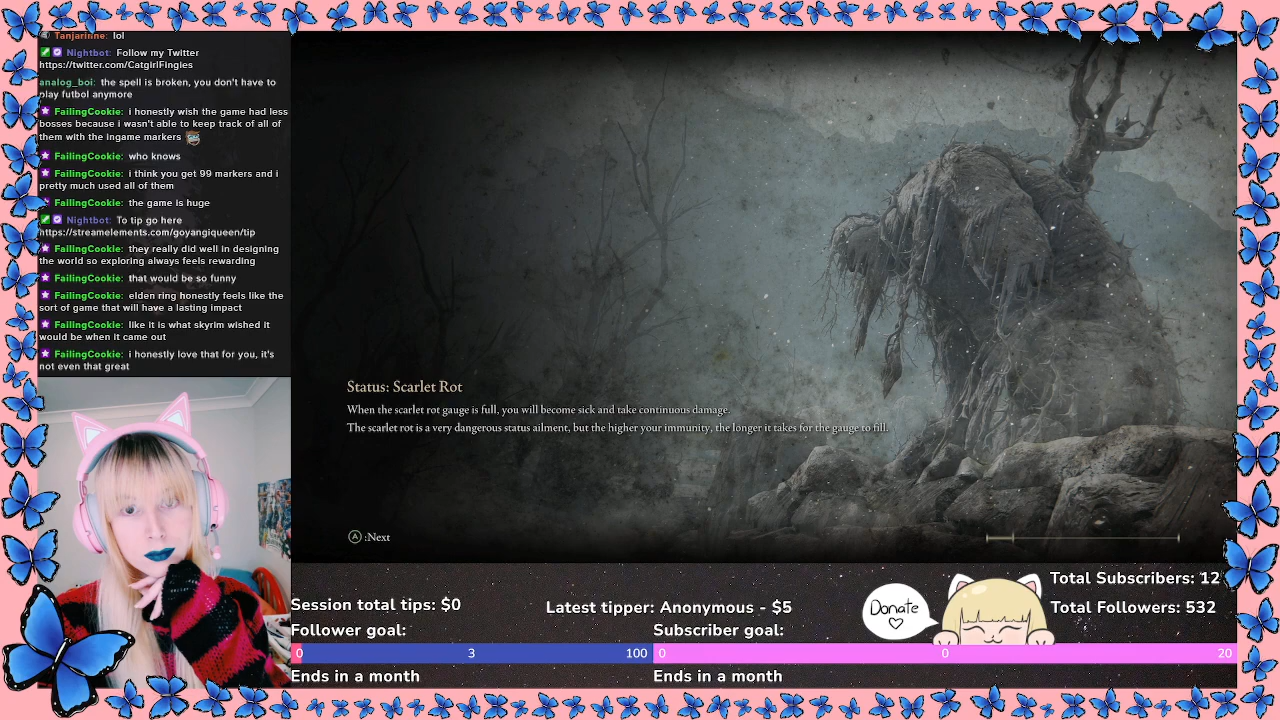 Tanjarinne: lol
Nightbot: Follow my Twitter
https://twitter.com/CatgirlFingies
analog_boi: the spell is broken, you don't have to
play futbol anymore
FailingCookie: i honestly wish the game had less
bosses because i wasn't able to keep track of all of
them with the ingame markers
FailingCookie: who knows
FailingCookie: i think you get 99 markers and i
pretty much used all of them
FailingCookie: the game is huge
Nightbot: To tip go here
https://streamelements.com/goyangiqueen/tip
FailingCookie: they really did well in designing
the world so exploring always feels rewarding
FailingCookie: that would be so funny
FailingCookie: elden ring honestly feels like the
sort of game that will have a lasting impact
FailingCookie: like it is what skyrim wished it
would be when it came out
FailingCookie: i honestly love that for you, it's
not even that great
Status: Scarlet Rot
When the scarlet rot gauge is full, you will become sick and take continuous damage.
The scarlet rot is a very dangerous status ailment, but the higher your immunity, the longer it takes for the gauge to fill.
A :Next
Session total tips: $0
Latest tipper: Anonymous - $5
Donate
Total Subscribers: 12
Total Followers: 532
Follower goal:
0 3 100
Ends in a month
Subscriber goal:
0 0 20
Ends in a month